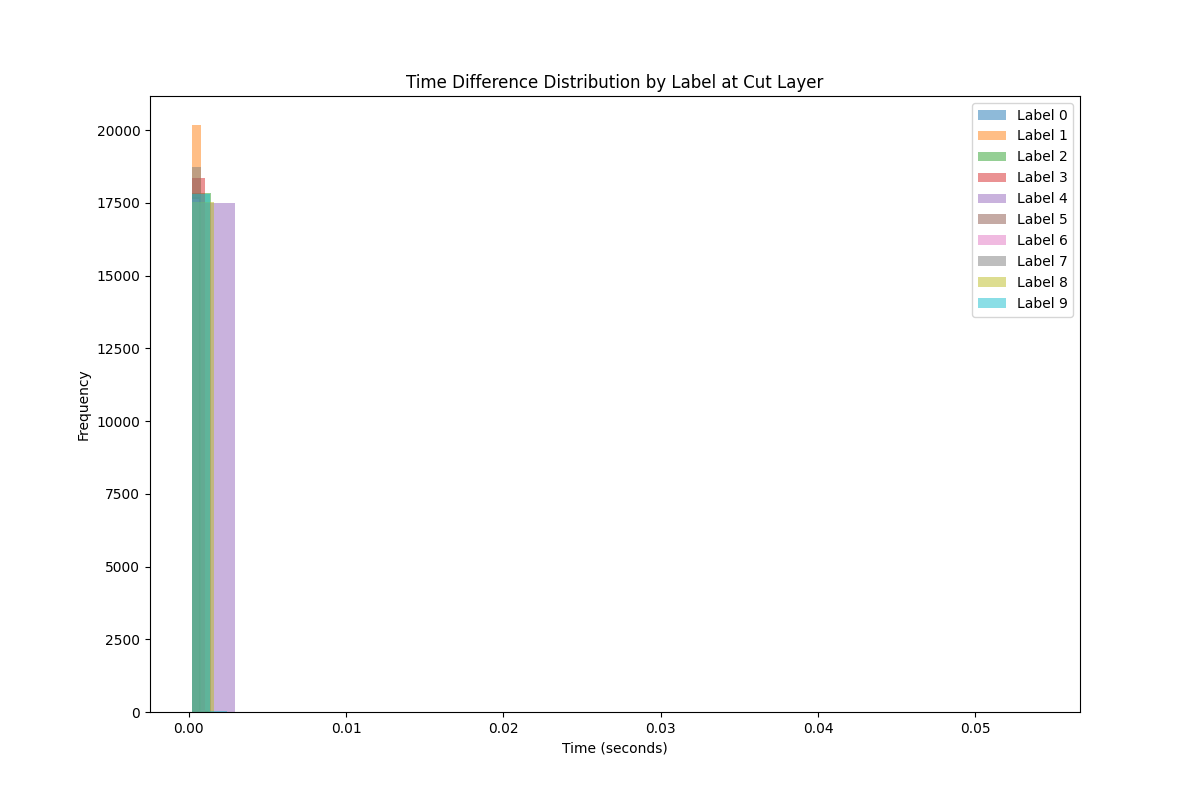 Time Difference Distribution by Label at Cut Layer
20000
17500
15000
12500
10000
7500
5000
2500
0
Frequency
Label 0
Label 1
Label 2
Label 3
Label 4
Label 5
Label 6
Label 7
Label 8
Label 9
0.00 0.01 0.02 0.03 0.04 0.05
Time (seconds)